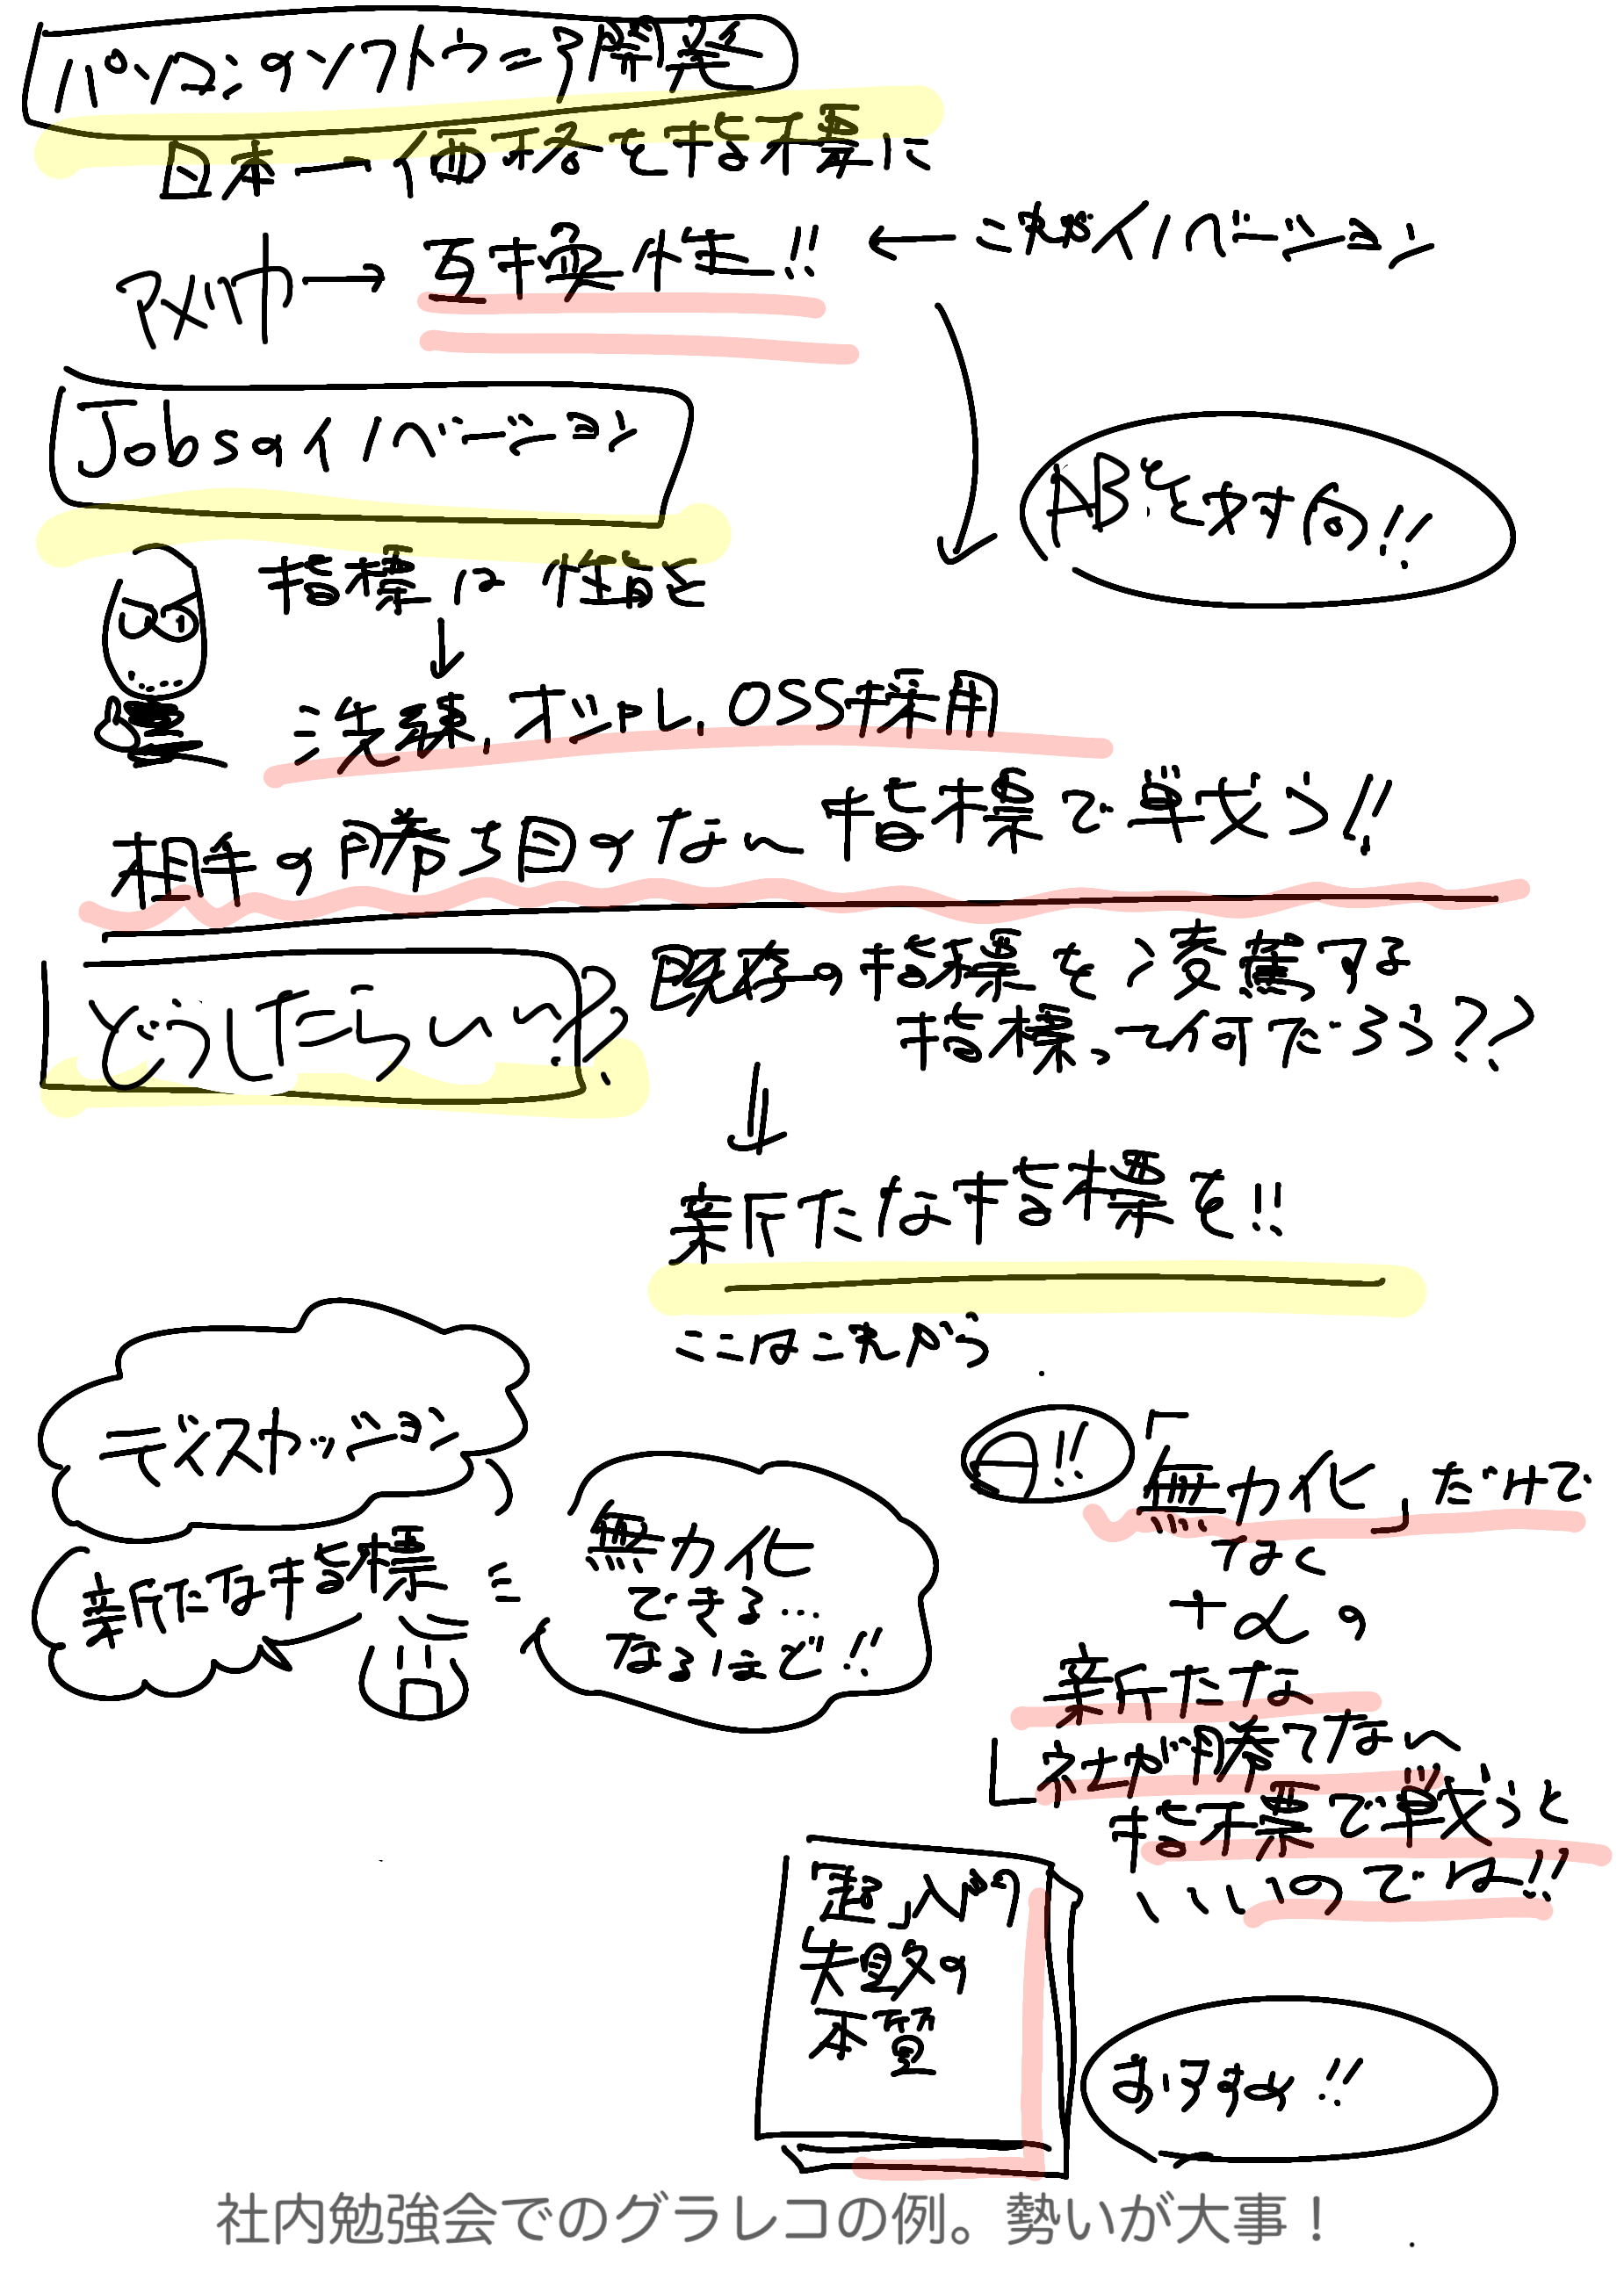 パソコンのソフトウェア開発
日本→価格を指標に
アメリカ→互換性!! ←これがイノベーション
Jobsのイノベーション
指標は性能を
↓
洗練,オシャレ,OSS採用
相手の勝ち目のない指標で戦う!!
どうしたらいい??
既存の指標を凌駕する
指標って何だろう??
新たな指標を!!
ここはこれから
ディスカッション
新たな指標
無力化
できる…
なるほど!!
A!!
「無力化」だけで
なく
+αの
新たな
社が勝てない
指標で戦うと
いいのでは!!
「超」入門
失敗の
本質
おすすめ!!
社内勉強会でのグラレコの例。勢いが大事！